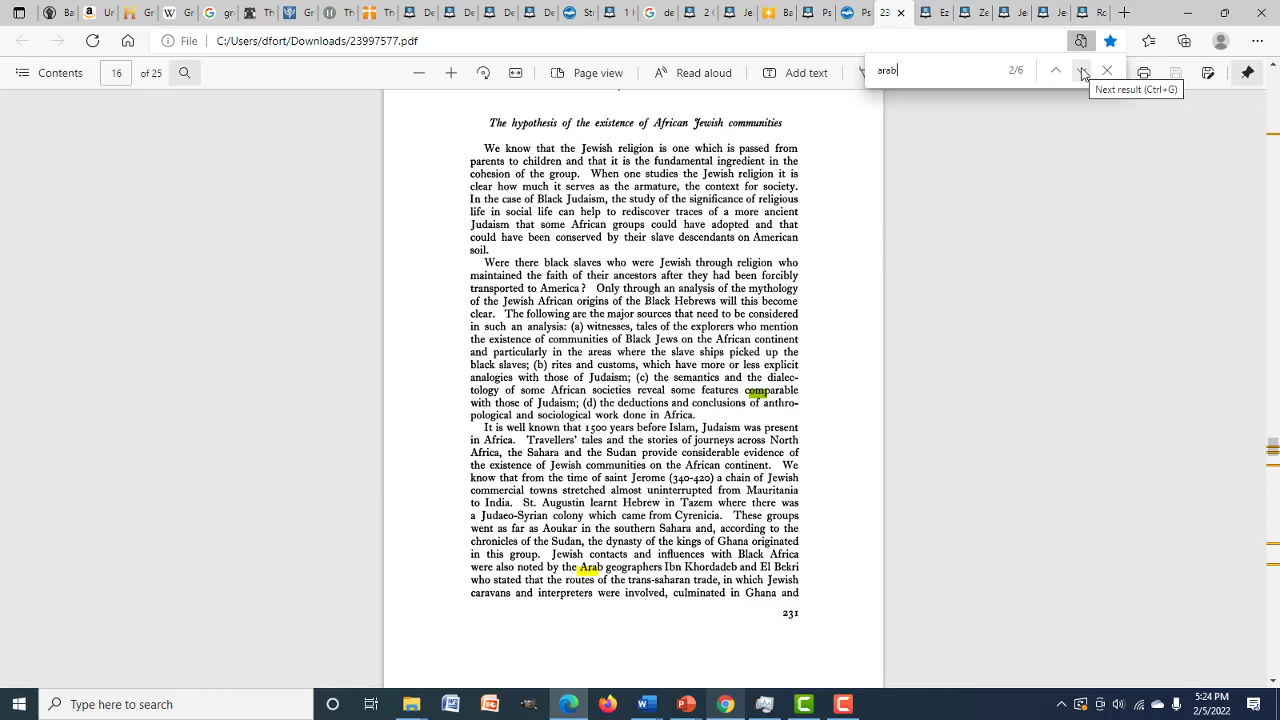 W
Gr
gr
H
Th
Tr
De
de
ps
St
1 (
de
2 (
Be
Ps
Ps
23
Ez
Ze
Je
Je
Rc
File
C:/Users/dfort/Downloads/23997577.pdf
Contents
16
of 25
Page view
Add text
arab
2/6
Next result (Ctrl+G)
The hypothesis of the existence of African Jewish communities
We know that the Jewish religion is one which is passed from
parents to children and that it is the fundamental ingredient in the
cohesion of the group. When one studies the Jewish religion it is
clear how much it serves as the armature, the context for society.
In the case of Black Judaism, the study of the significance of religious
life in social life can help to rediscover traces of a more ancient
Judaism that some African groups could have adopted and that
could have been conserved by their slave descendants on American
soil.
Were there black slaves who were Jewish through religion who
maintained the faith of their ancestors after they had been forcibly
transported to America? Only through an analysis of the mythology
of the Jewish African origins of the Black Hebrews will this become
clear. The following are the major sources that need to be considered
in such an analysis: (a) witnesses, tales of the explorers who mention
the existence of communities of Black Jews on the African continent
and particularly in the areas where the slave ships picked up the
black slaves; (b) rites and customs, which have more or less explicit
analogies with those of Judaism; (c) the semantics and the dialec-
tology of some African societies reveal some features comparable
with those of Judaism; (d) the deductions and conclusions of anthro-
pological and sociological work done in Africa.
It is well known that 1500 years before Islam, Judaism was present
in Africa. Travellers' tales and the stories of journeys across North
Africa, the Sahara and the Sudan provide considerable evidence of
the existence of Jewish communities on the African continent. We
know that from the time of saint Jerome (340-420) a chain of Jewish
commercial towns stretched almost uninterrupted from Mauritania
to India. St. Augustin learnt Hebrew in Tazem where there was
a Judaeo-Syrian colony which came from Cyrenicia. These groups
went as far as Aoukar in the southern Sahara and, according to the
chronicles of the Sudan, the dynasty of the kings of Ghana originated
in this group. Jewish contacts and influences with Black Africa
were also noted by the Arab geographers Ibn Khordadeb and El Bekri
who stated that the routes of the trans-saharan trade, in which Jewish
caravans and interpreters were involved, culminated in Ghana and
231
Type here to search
5:24 PM
2/5/2022